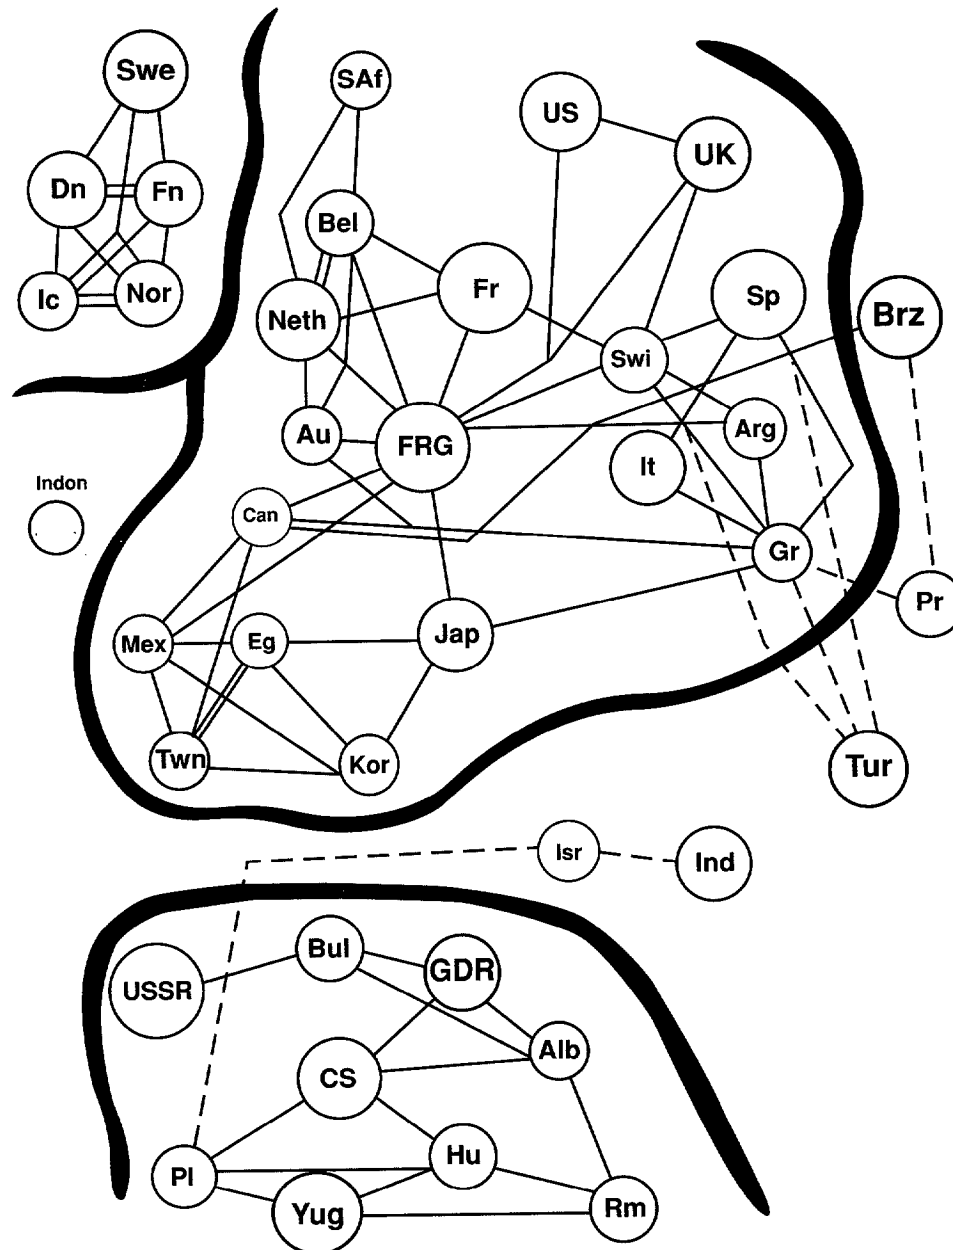 Swe
SAf
US
UK
Dn
Fn
Bel
Fr
Sp
Ic
Nor
Neth
Brz
Swi
Au
FRG
Arg
It
Indon
Can
Gr
Pr
Mex
Eg
Jap
Twn
Kor
Tur
Isr
Ind
Bul
GDR
USSR
Alb
CS
Hu
Pl
Yug
Rm